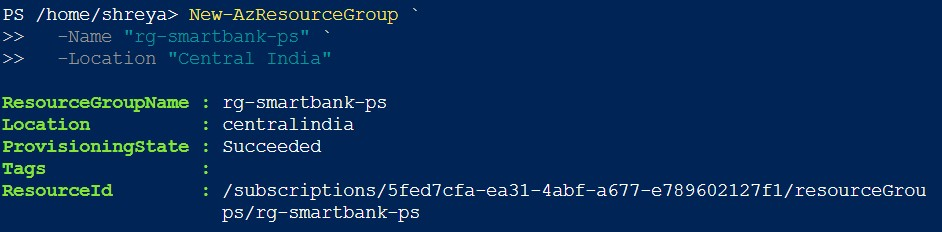 PS /home/shreya> New-AzResourceGroup `
>>   -Name "rg-smartbank-ps" `
>>   -Location "Central India"
ResourceGroupName : rg-smartbank-ps
Location          : centralindia
ProvisioningState : Succeeded
Tags              :
ResourceId        : /subscriptions/5fed7cfa-ea31-4abf-a677-e789602127f1/resourceGrou
                    ps/rg-smartbank-ps